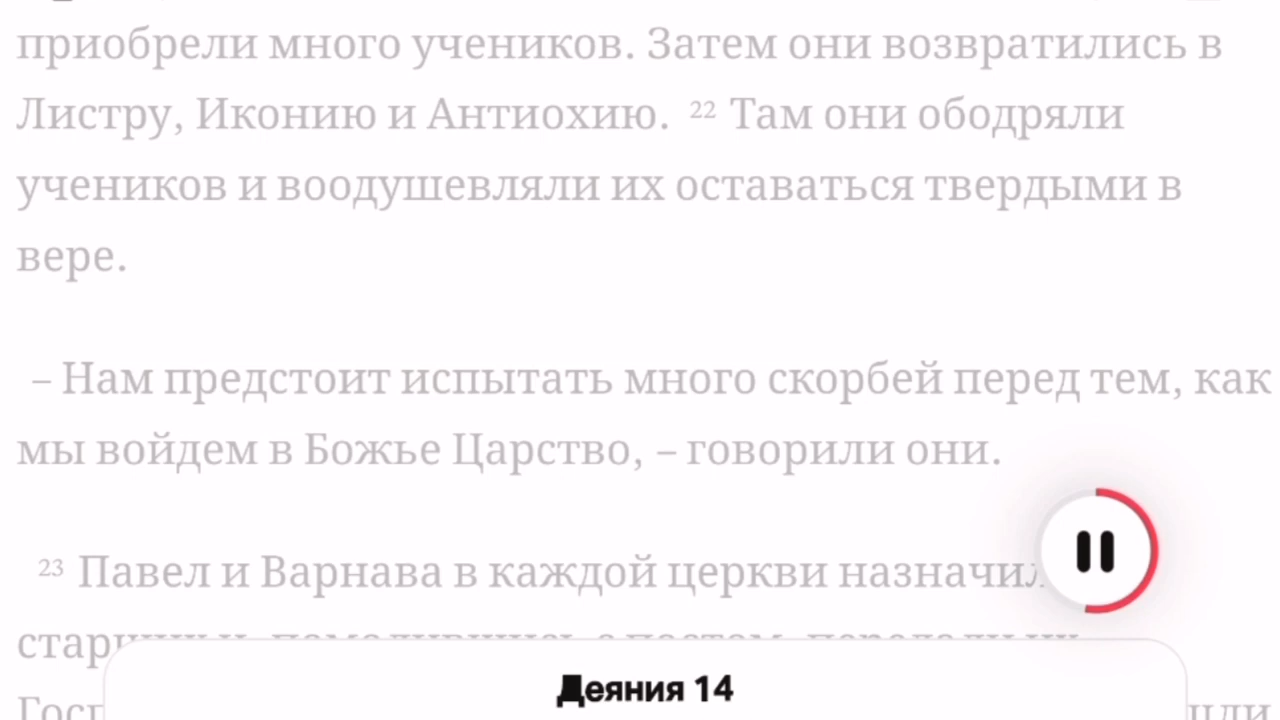 приобрели много учеников. Затем они возвратились в
Листру, Иконию и Антиохию. 22 Там они ободряли
учеников и воодушевляли их оставаться твердыми в
вере.
– Нам предстоит испытать много скорбей перед тем, как
мы войдем в Божье Царство, – говорили они.
23 Павел и Варнава в каждой церкви
Деяния 14